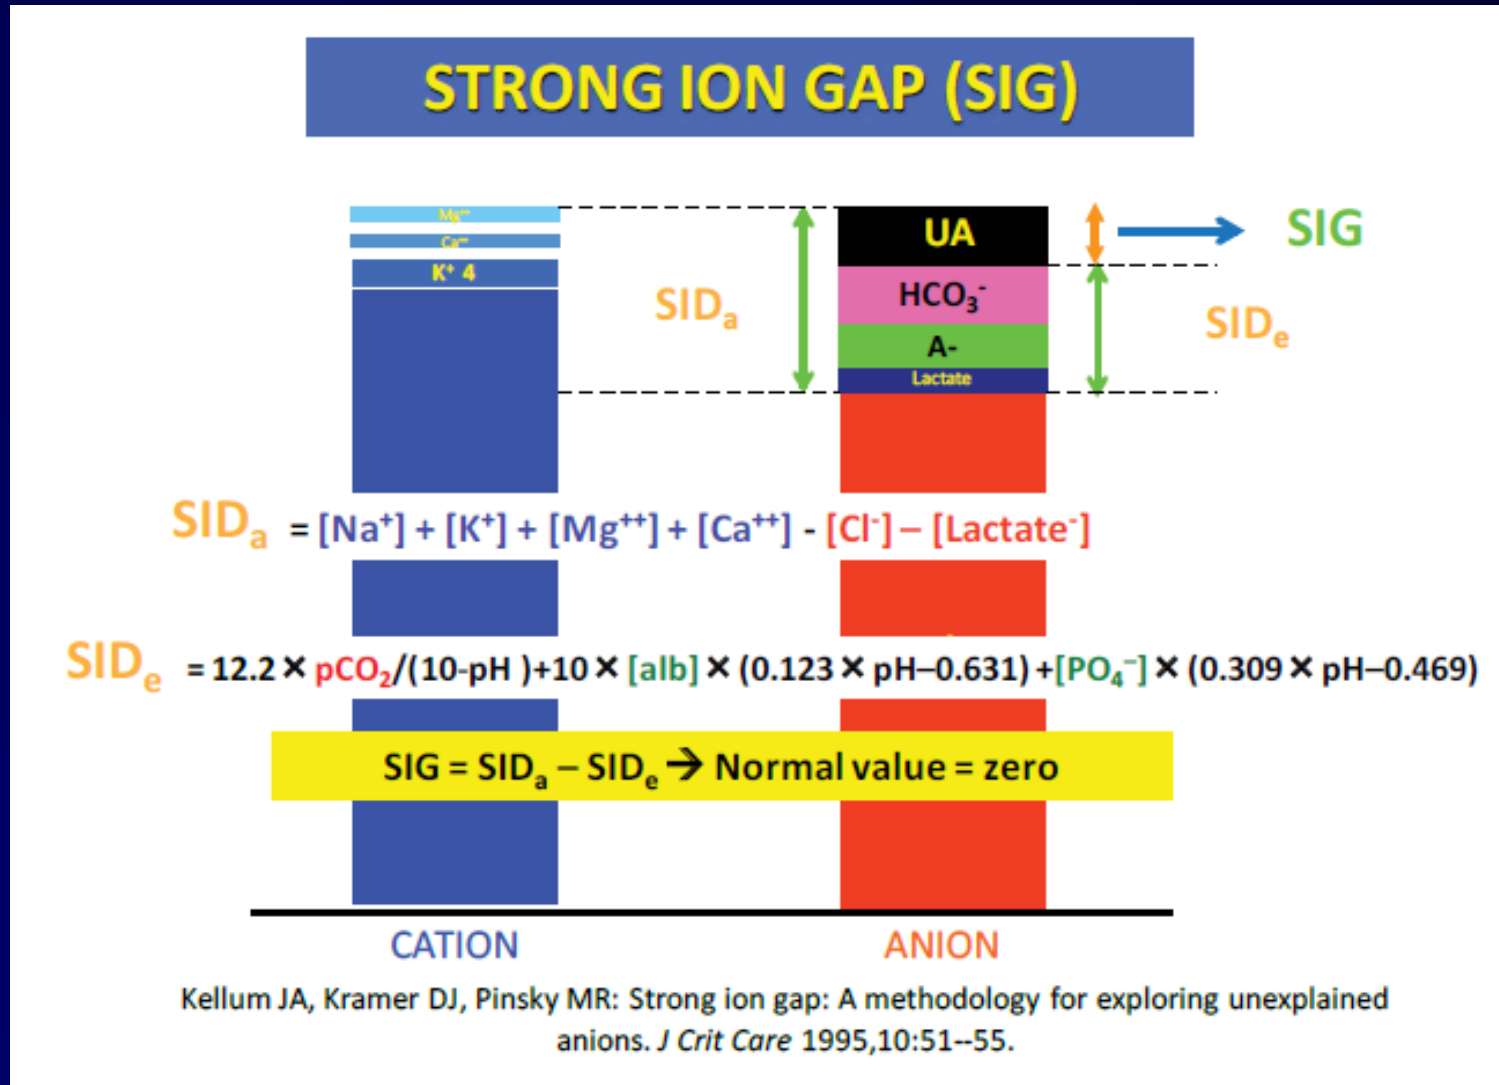 STRONG ION GAP (SIG)
Mg⁺⁺
Ca⁺⁺
K⁺ 4
UA
HCO₃⁻
A-
Lactate
SIG
SIDₐ
SIDₑ
SIDₐ = [Na⁺] + [K⁺] + [Mg⁺⁺] + [Ca⁺⁺] - [Cl⁻] – [Lactate⁻]
SIDₑ = 12.2 × pCO₂/(10-pH )+10 × [alb] × (0.123 × pH–0.631) +[PO₄⁻] × (0.309 × pH–0.469)
SIG = SIDₐ – SIDₑ → Normal value = zero
CATION
ANION
Kellum JA, Kramer DJ, Pinsky MR: Strong ion gap: A methodology for exploring unexplained
anions. J Crit Care 1995,10:51--55.